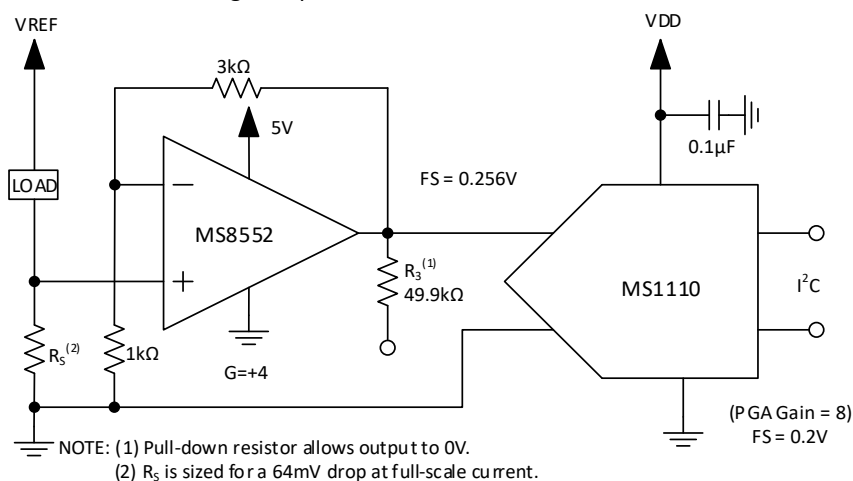 VREF
VDD
3kΩ
5V
0.1µF
LOAD
FS = 0.256V
−
MS8552
+
R3(1)
49.9kΩ
MS1110
I2C
RS(2)
1kΩ
G=+4
(PGA Gain = 8)
FS = 0.2V
NOTE: (1) Pull-down resistor allows output to 0V.
(2) RS is sized for a 64mV drop at full-scale current.